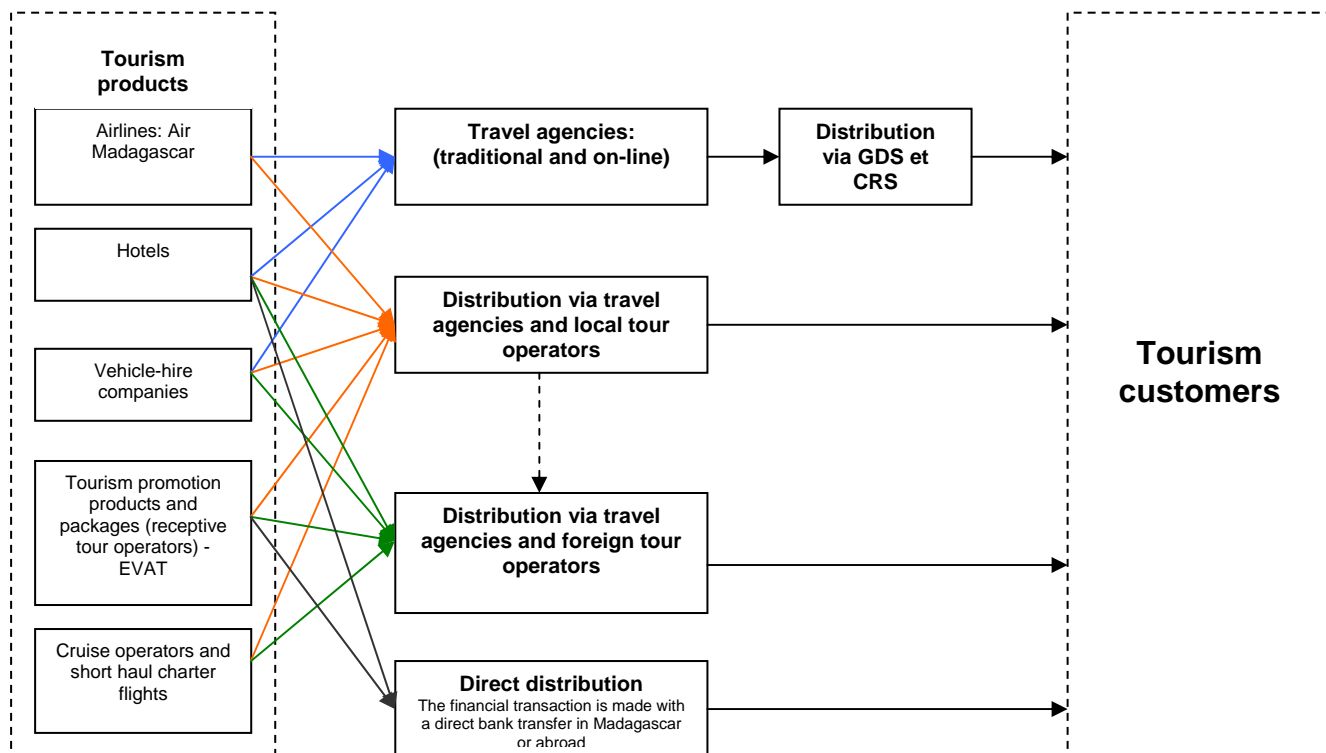 Tourism
products
Airlines: Air
Madagascar
Hotels
Vehicle-hire
companies
Tourism promotion
products and
packages (receptive
tour operators) -
EVAT
Cruise operators and
short haul charter
flights
Travel agencies:
(traditional and on-line)
Distribution
via GDS et
CRS
Distribution via travel
agencies and local tour
operators
Distribution via travel
agencies and foreign tour
operators
Direct distribution
The financial transaction is made with
a direct bank transfer in Madagascar
or abroad
Tourism
customers